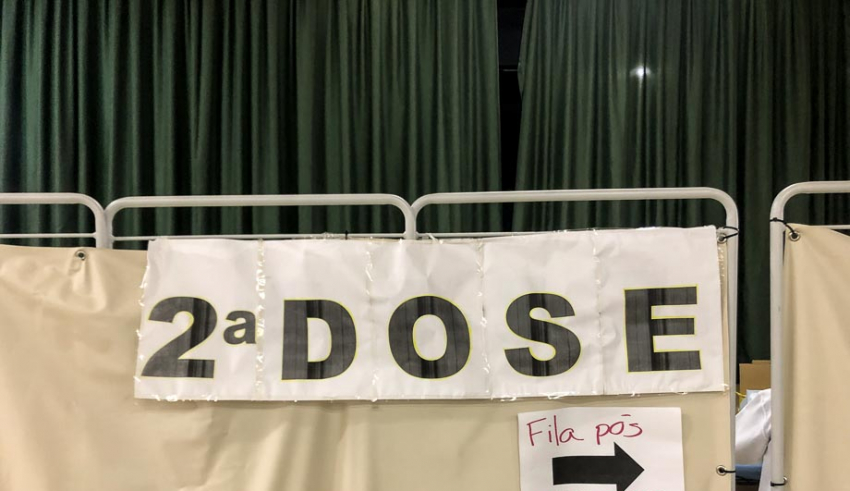 2ª DOSE
Fila pós